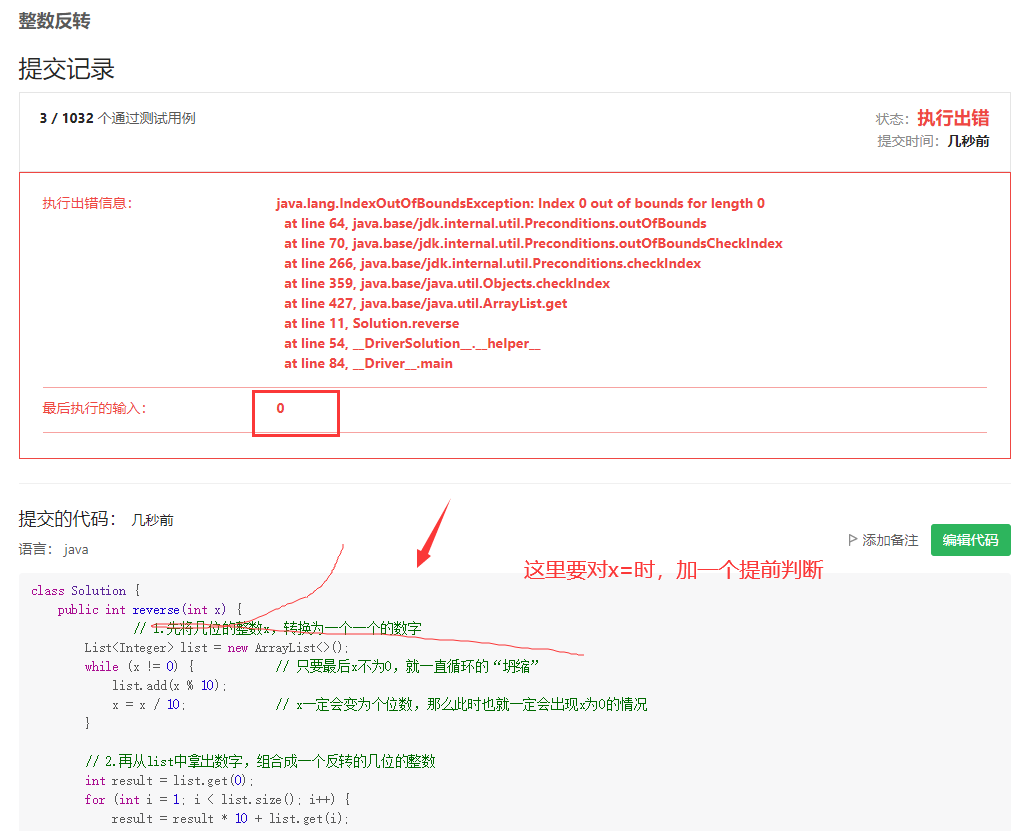 整数反转
提交记录
3 / 1032 个通过测试用例
状态：执行出错
提交时间：几秒前
执行出错信息：
java.lang.IndexOutOfBoundsException: Index 0 out of bounds for length 0
at line 64, java.base/jdk.internal.util.Preconditions.outOfBounds
at line 70, java.base/jdk.internal.util.Preconditions.outOfBoundsCheckIndex
at line 266, java.base/jdk.internal.util.Preconditions.checkIndex
at line 359, java.base/java.util.Objects.checkIndex
at line 427, java.base/java.util.ArrayList.get
at line 11, Solution.reverse
at line 54, __DriverSolution__.__helper__
at line 84, __Driver__.main
最后执行的输入：
0
提交的代码： 几秒前
语言： java
添加备注
编辑代码
这里要对x=时，加一个提前判断
class Solution {
public int reverse(int x) {
// 1.先将几位的整数x，转换为一个一个的数字
List<Integer> list = new ArrayList<>();
while (x != 0) { // 只要最后x不为0，就一直循环的“坍缩”
list.add(x % 10);
x = x / 10; // x一定会变为个位数，那么此时也就一定会出现x为0的情况
}
// 2.再从list中拿出数字，组合成一个反转的几位的整数
int result = list.get(0);
for (int i = 1; i < list.size(); i++) {
result = result * 10 + list.get(i);